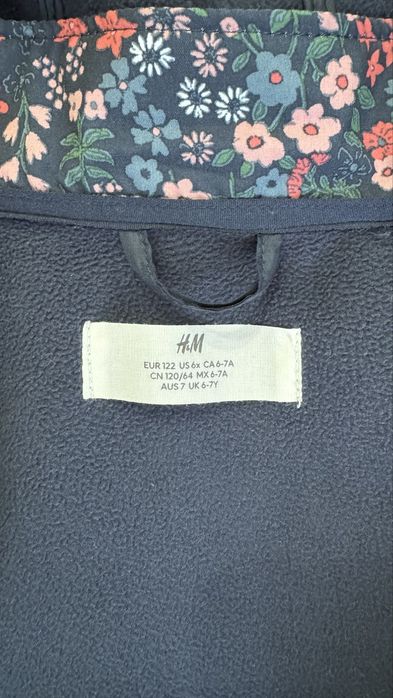 H&M
EUR 122 US 6x CA 6-7A
CN 120/64 MX 6-7A
AUS 7 UK 6-7Y